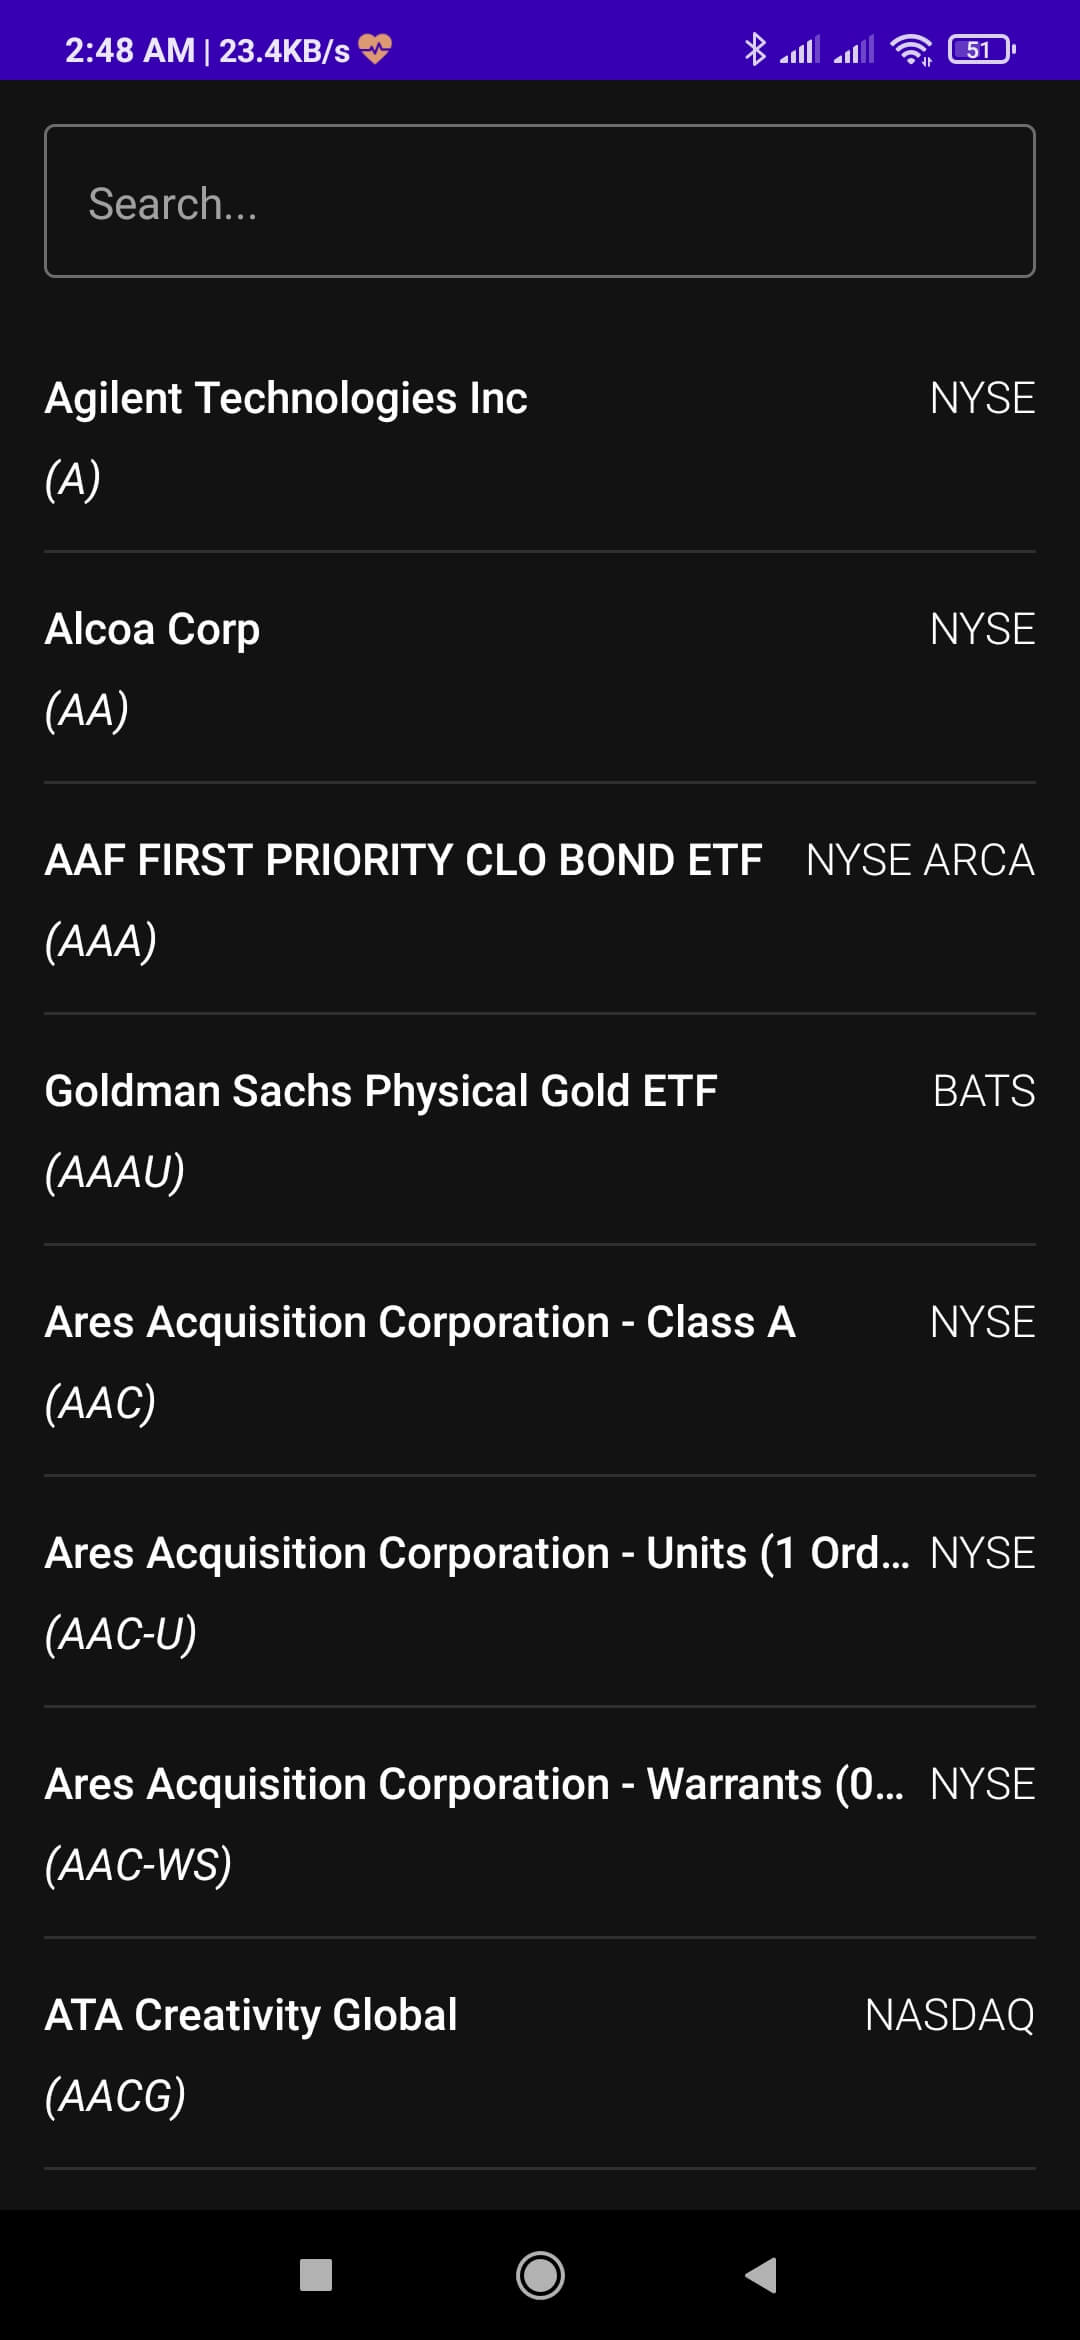 2:48 AM | 23.4KB/s
51
Search...
Agilent Technologies Inc NYSE
(A)
Alcoa Corp NYSE
(AA)
AAF FIRST PRIORITY CLO BOND ETF NYSE ARCA
(AAA)
Goldman Sachs Physical Gold ETF BATS
(AAAU)
Ares Acquisition Corporation - Class A NYSE
(AAC)
Ares Acquisition Corporation - Units (1 Ord... NYSE
(AAC-U)
Ares Acquisition Corporation - Warrants (0... NYSE
(AAC-WS)
ATA Creativity Global NASDAQ
(AACG)